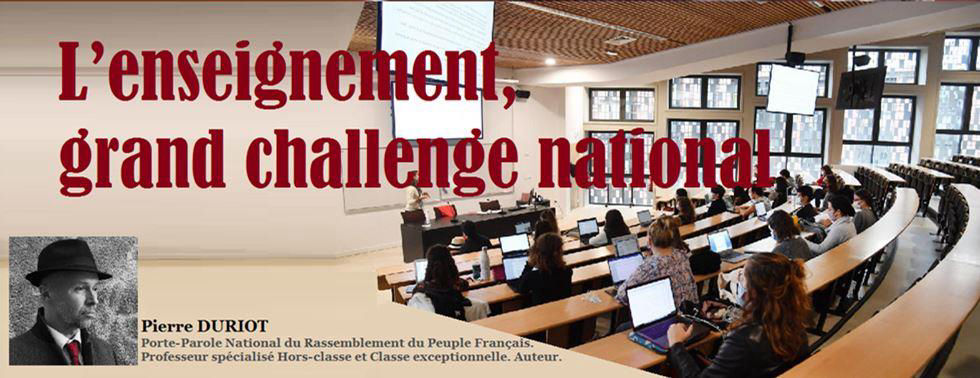 L’enseignement,
grand challenge national
Pierre DURIOT
Porte-Parole National du Rassemblement du Peuple Français.
Professeur spécialisé Hors-classe et Classe exceptionnelle. Auteur.